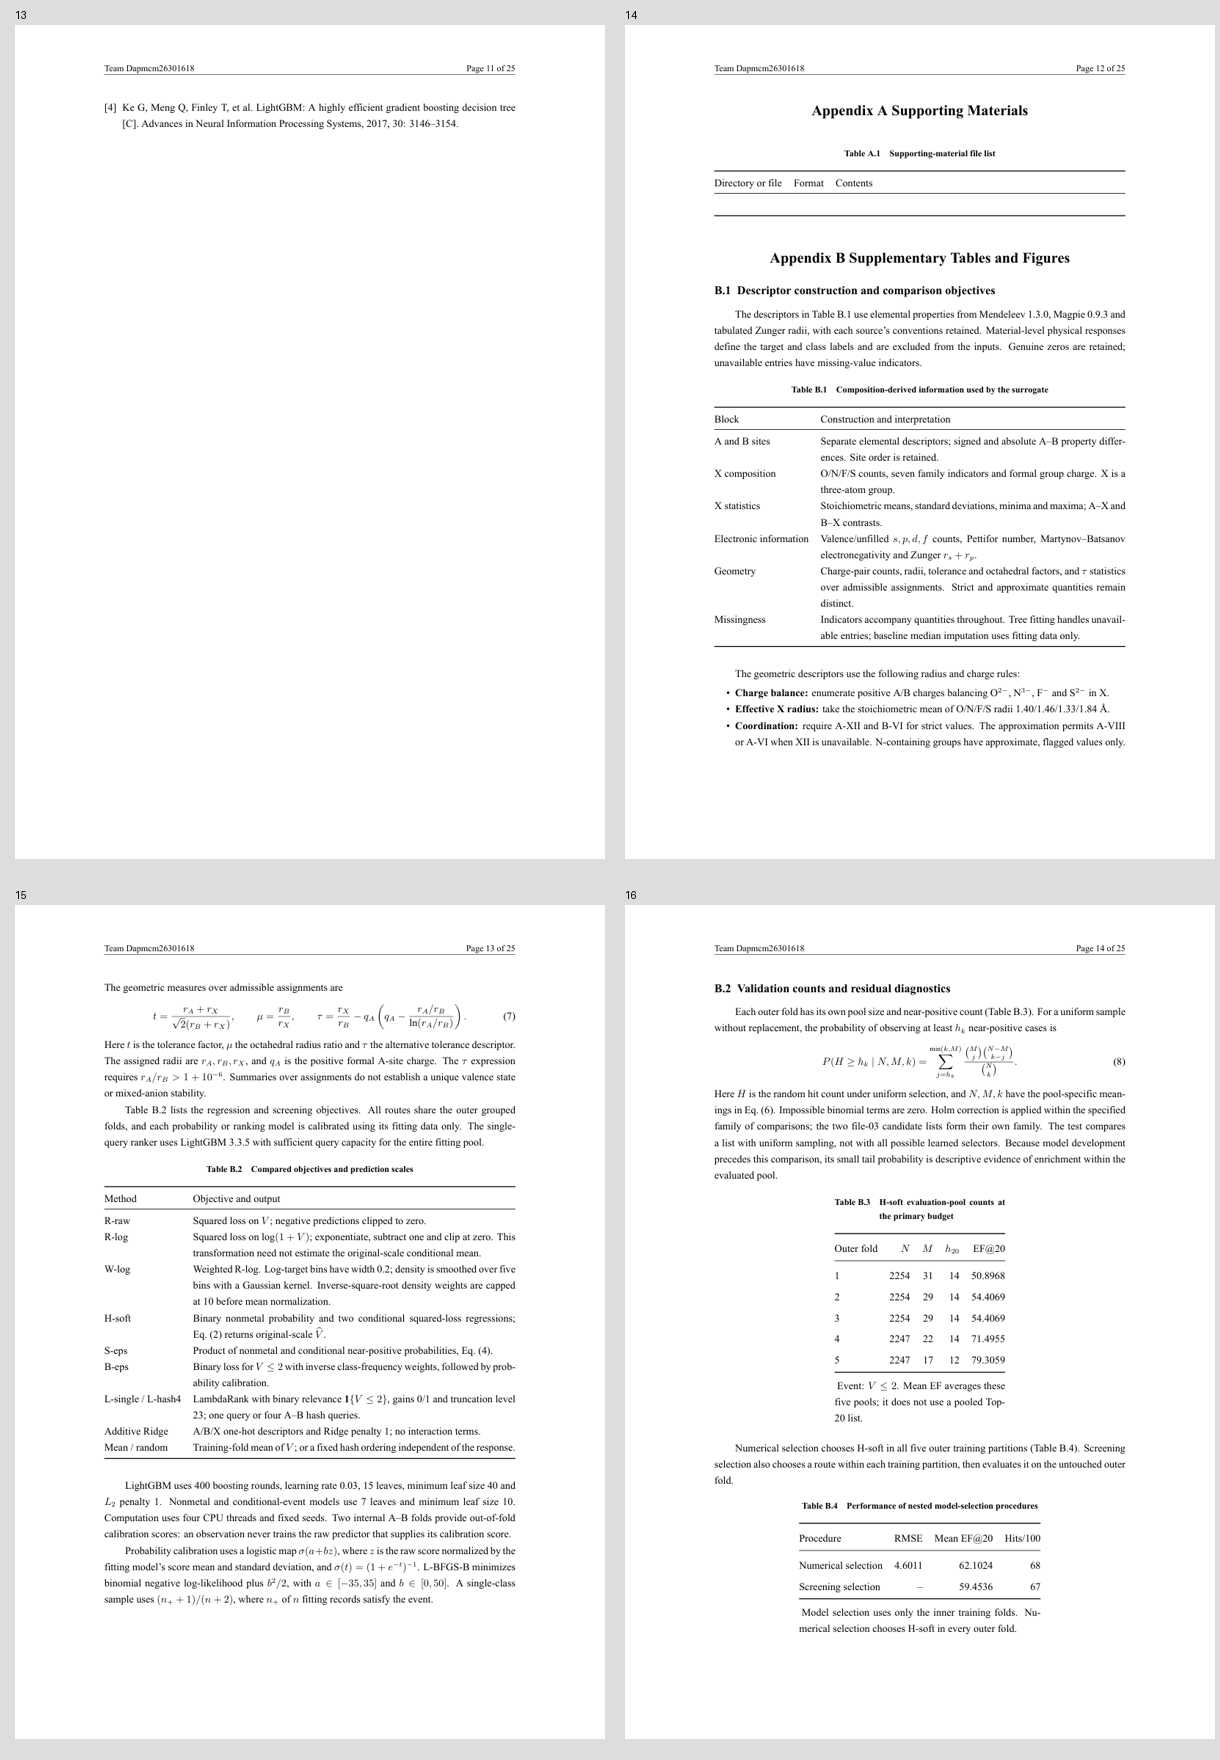 13
Team Dapmcm26301618 Page 11 of 25
[4] Ke G, Meng Q, Finley T, et al. LightGBM: A highly efficient gradient boosting decision tree
[C]. Advances in Neural Information Processing Systems, 2017, 30: 3146–3154.
14
Team Dapmcm26301618 Page 12 of 25
Appendix A Supporting Materials
Table A.1 Supporting-material file list
Directory or file Format Contents
Appendix B Supplementary Tables and Figures
B.1 Descriptor construction and comparison objectives
The descriptors in Table B.1 use elemental properties from Mendeleev 1.3.0, Magpie 0.9.3 and
tabulated Zunger radii, with each source's conventions retained. Material-level physical responses
define the target and class labels and are excluded from the inputs. Genuine zeros are retained;
unavailable entries have missing-value indicators.
Table B.1 Composition-derived information used by the surrogate
Block Construction and interpretation
A and B sites Separate elemental descriptors; signed and absolute A–B property differ-
ences. Site order is retained.
X composition O/N/F/S counts, seven family indicators and formal group charge. X is a
three-atom group.
X statistics Stoichiometric means, standard deviations, minima and maxima; A–X and
B–X contrasts.
Electronic information Valence/unfilled s, p, d, f counts, Pettifor number, Martynov–Batsanov
electronegativity and Zunger r_s + r_p.
Geometry Charge-pair counts, radii, tolerance and octahedral factors, and τ statistics
over admissible assignments. Strict and approximate quantities remain
distinct.
Missingness Indicators accompany quantities throughout. Tree fitting handles unavail-
able entries; baseline median imputation uses fitting data only.
The geometric descriptors use the following radius and charge rules:
• Charge balance: enumerate positive A/B charges balancing O²⁻, N³⁻, F⁻ and S²⁻ in X.
• Effective X radius: take the stoichiometric mean of O/N/F/S radii 1.40/1.46/1.33/1.84 Å.
• Coordination: require A-XII and B-VI for strict values. The approximation permits A-VIII
or A-VI when XII is unavailable. N-containing groups have approximate, flagged values only.
15
Team Dapmcm26301618 Page 13 of 25
The geometric measures over admissible assignments are
t = (r_A + r_X)/(√2(r_B + r_X)), μ = r_B/r_X, τ = r_X/r_B − q_A (q_A − (r_A/r_B)/(ln(r_A/r_B))). (7)
Here t is the tolerance factor, μ the octahedral radius ratio and τ the alternative tolerance descriptor.
The assigned radii are r_A, r_B, r_X, and q_A is the positive formal A-site charge. The τ expression
requires r_A/r_B > 1 + 10⁻⁶. Summaries over assignments do not establish a unique valence state
or mixed-anion stability.
Table B.2 lists the regression and screening objectives. All routes share the outer grouped
folds, and each probability or ranking model is calibrated using its fitting data only. The single-
query ranker uses LightGBM 3.3.5 with sufficient query capacity for the entire fitting pool.
Table B.2 Compared objectives and prediction scales
Method Objective and output
R-raw Squared loss on V; negative predictions clipped to zero.
R-log Squared loss on log(1 + V); exponentiate, subtract one and clip at zero. This
transformation need not estimate the original-scale conditional mean.
W-log Weighted R-log. Log-target bins have width 0.2; density is smoothed over five
bins with a Gaussian kernel. Inverse-square-root density weights are capped
at 10 before mean normalization.
H-soft Binary nonmetal probability and two conditional squared-loss regressions;
Eq. (2) returns original-scale V̂.
S-eps Product of nonmetal and conditional near-positive probabilities, Eq. (4).
B-eps Binary loss for V ≤ 2 with inverse class-frequency weights, followed by prob-
ability calibration.
L-single / L-hash4 LambdaRank with binary relevance 1{V ≤ 2}, gains 0/1 and truncation level
23; one query or four A–B hash queries.
Additive Ridge A/B/X one-hot descriptors and Ridge penalty 1; no interaction terms.
Mean / random Training-fold mean of V; or a fixed hash ordering independent of the response.
LightGBM uses 400 boosting rounds, learning rate 0.03, 15 leaves, minimum leaf size 40 and
L₂ penalty 1. Nonmetal and conditional-event models use 7 leaves and minimum leaf size 10.
Computation uses four CPU threads and fixed seeds. Two internal A–B folds provide out-of-fold
calibration scores: an observation never trains the raw predictor that supplies its calibration score.
Probability calibration uses a logistic map σ(a+bz), where z is the raw score normalized by the
fitting model's score mean and standard deviation, and σ(t) = (1 + e⁻ᵗ)⁻¹. L-BFGS-B minimizes
binomial negative log-likelihood plus b²/2, with a ∈ [−35, 35] and b ∈ [0, 50]. A single-class
sample uses (n₊ + 1)/(n + 2), where n₊ of n fitting records satisfy the event.
16
Team Dapmcm26301618 Page 14 of 25
B.2 Validation counts and residual diagnostics
Each outer fold has its own pool size and near-positive count (Table B.3). For a uniform sample
without replacement, the probability of observing at least h_k near-positive cases is
P(H ≥ h_k | N, M, k) = ∑_{j=h_k}^{min(k,M)} (M j)(N−M k−j)/(N k). (8)
Here H is the random hit count under uniform selection, and N, M, k have the pool-specific mean-
ings in Eq. (6). Impossible binomial terms are zero. Holm correction is applied within the specified
family of comparisons; the two file-03 candidate lists form their own family. The test compares
a list with uniform sampling, not with all possible learned selectors. Because model development
precedes this comparison, its small tail probability is descriptive evidence of enrichment within the
evaluated pool.
Table B.3 H-soft evaluation-pool counts at
the primary budget
Outer fold N M h₂₀ EF@20
1 2254 31 14 50.8968
2 2254 29 14 54.4069
3 2254 29 14 54.4069
4 2247 22 14 71.4955
5 2247 17 12 79.3059
Event: V ≤ 2. Mean EF averages these
five pools; it does not use a pooled Top-
20 list.
Numerical selection chooses H-soft in all five outer training partitions (Table B.4). Screening
selection also chooses a route within each training partition, then evaluates it on the untouched outer
fold.
Table B.4 Performance of nested model-selection procedures
Procedure RMSE Mean EF@20 Hits/100
Numerical selection 4.6011 62.1024 68
Screening selection – 59.4536 67
Model selection uses only the inner training folds. Nu-
merical selection chooses H-soft in every outer fold.